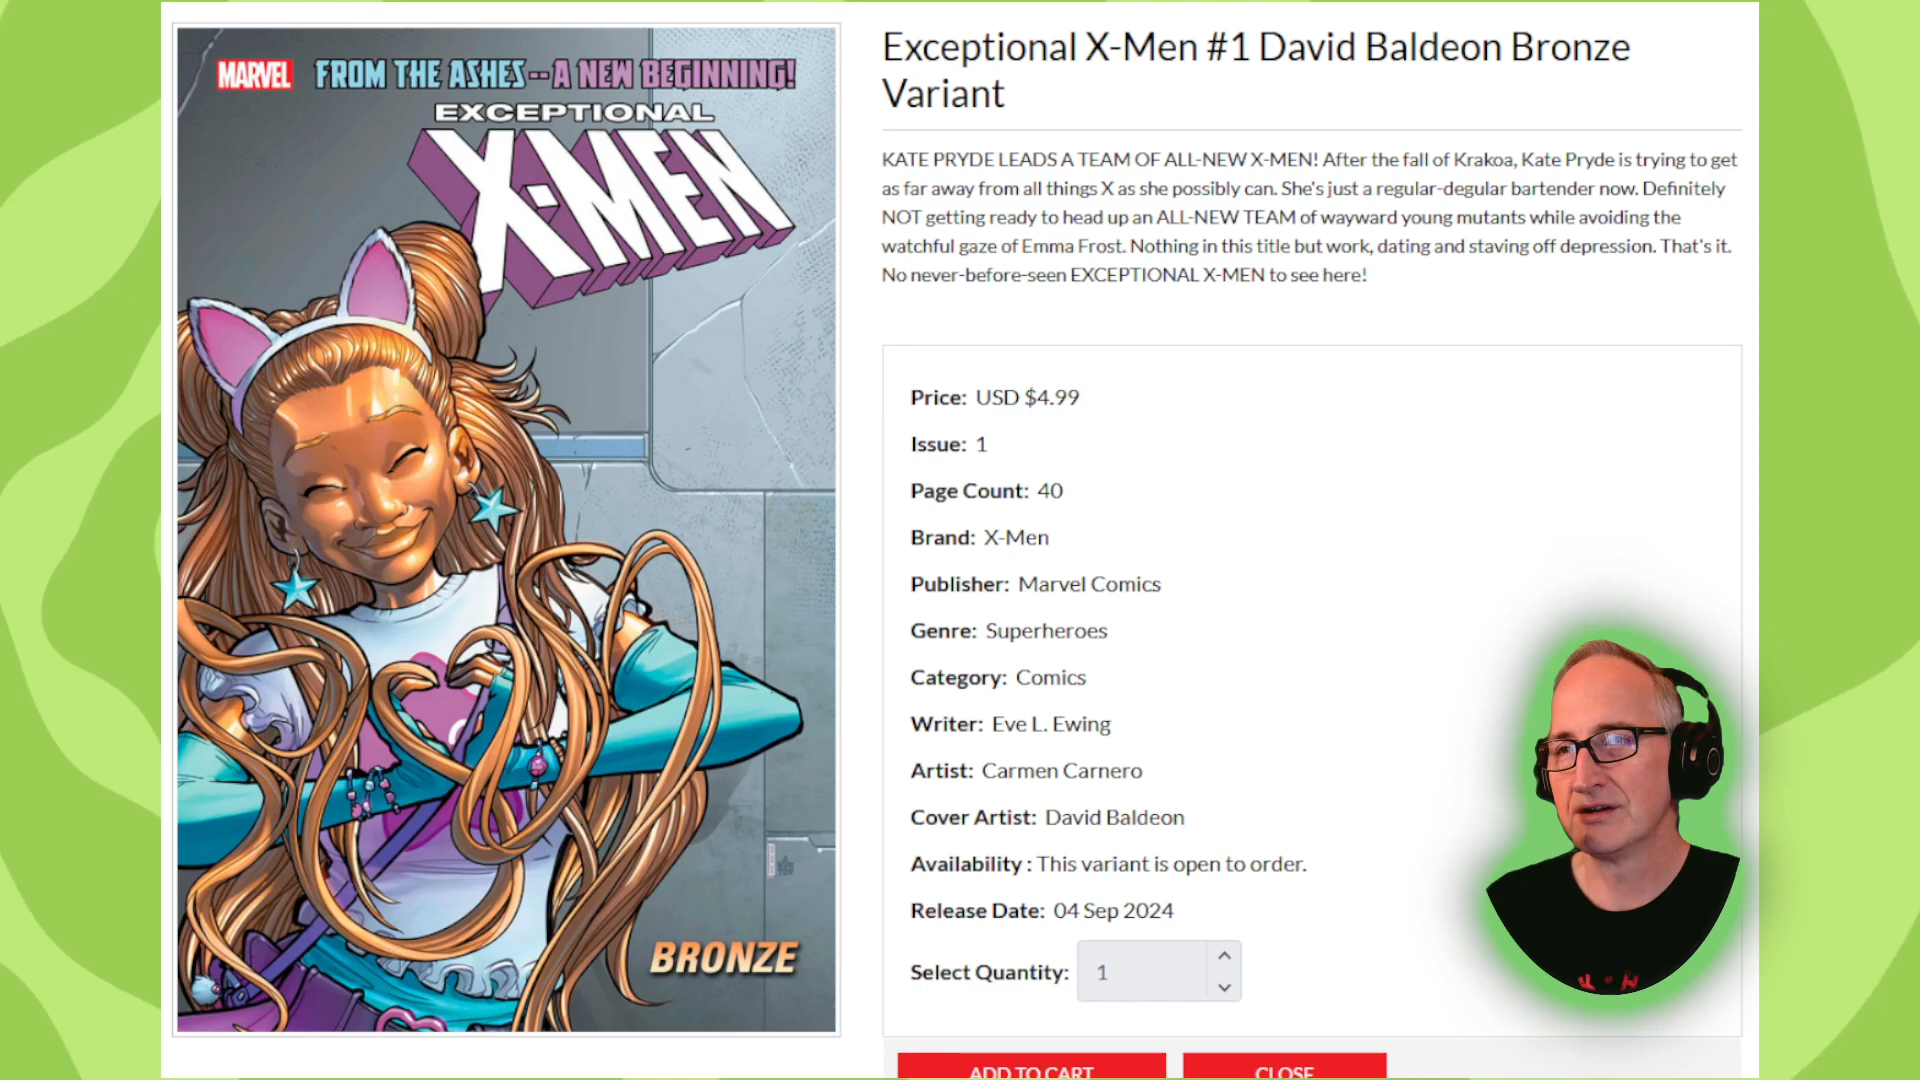 MARVEL FROM THE ASHES--A NEW BEGINNING!
EXCEPTIONAL
X-MEN
BRONZE
Exceptional X-Men #1 David Baldeon Bronze
Variant
KATE PRYDE LEADS A TEAM OF ALL-NEW X-MEN! After the fall of Krakoa, Kate Pryde is trying to get
as far away from all things X as she possibly can. She's just a regular-degular bartender now. Definitely
NOT getting ready to head up an ALL-NEW TEAM of wayward young mutants while avoiding the
watchful gaze of Emma Frost. Nothing in this title but work, dating and staving off depression. That's it.
No never-before-seen EXCEPTIONAL X-MEN to see here!
Price: USD $4.99
Issue: 1
Page Count: 40
Brand: X-Men
Publisher: Marvel Comics
Genre: Superheroes
Category: Comics
Writer: Eve L. Ewing
Artist: Carmen Carnero
Cover Artist: David Baldeon
Availability : This variant is open to order.
Release Date: 04 Sep 2024
Select Quantity: 1
ADD TO CART
CLOSE